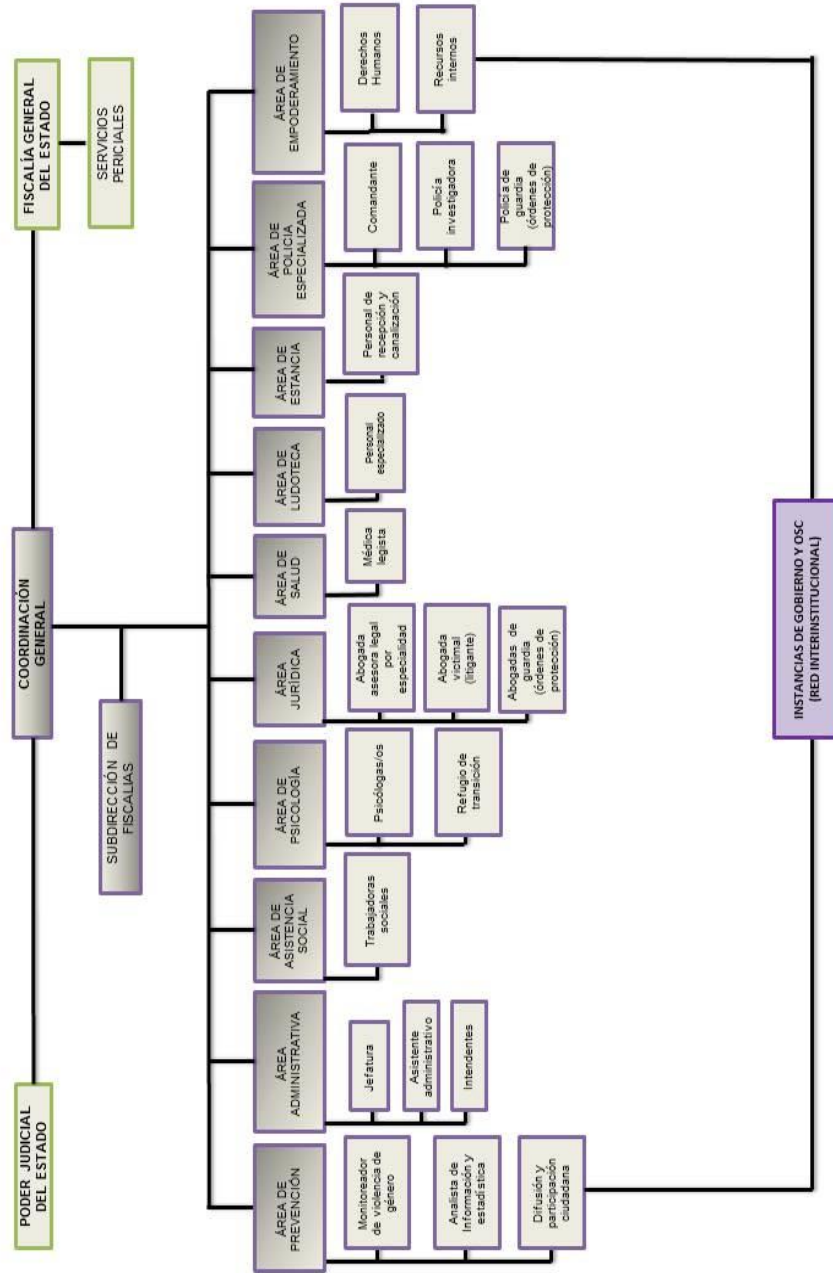 PODER JUDICIAL
DEL ESTADO
COORDINACIÓN
GENERAL
FISCALÍA GENERAL
DEL ESTADO
SERVICIOS
PERICIALES
SUBDIRECCIÓN DE
FISCALIAS
ÁREA DE
PREVENCIÓN
Monitoreador
de violencia de
género
Analista de
Información y
estadística
Difusión y
participación
ciudadana
ÁREA
ADMINISTRATIVA
Jefatura
Asistente
administrativo
Intendentes
ÁREA DE
ASISTENCIA
SOCIAL
Trabajadoras
sociales
ÁREA DE
PSICOLOGÍA
Psicólogas/os
Refugio de
transición
ÁREA
JURÍDICA
Abogada
asesora legal
por
especialidad
Abogada
victimal
(litigante)
Abogadas de
guardia
(órdenes de
protección)
ÁREA DE
SALUD
Médica
legista
ÁREA DE
LUDOTECA
Personal
especializado
ÁREA DE
ESTANCIA
Personal de
recepción y
canalización
ÁREA DE
POLICIA
ESPECIALIZADA
Comandante
Policía
investigadora
Policía de
guardia
(órdenes de
protección)
ÁREA DE
EMPODERAMIENTO
Derechos
Humanos
Recursos
internos
INSTANCIAS DE GOBIERNO Y OSC
(RED INTERINSTITUCIONAL)